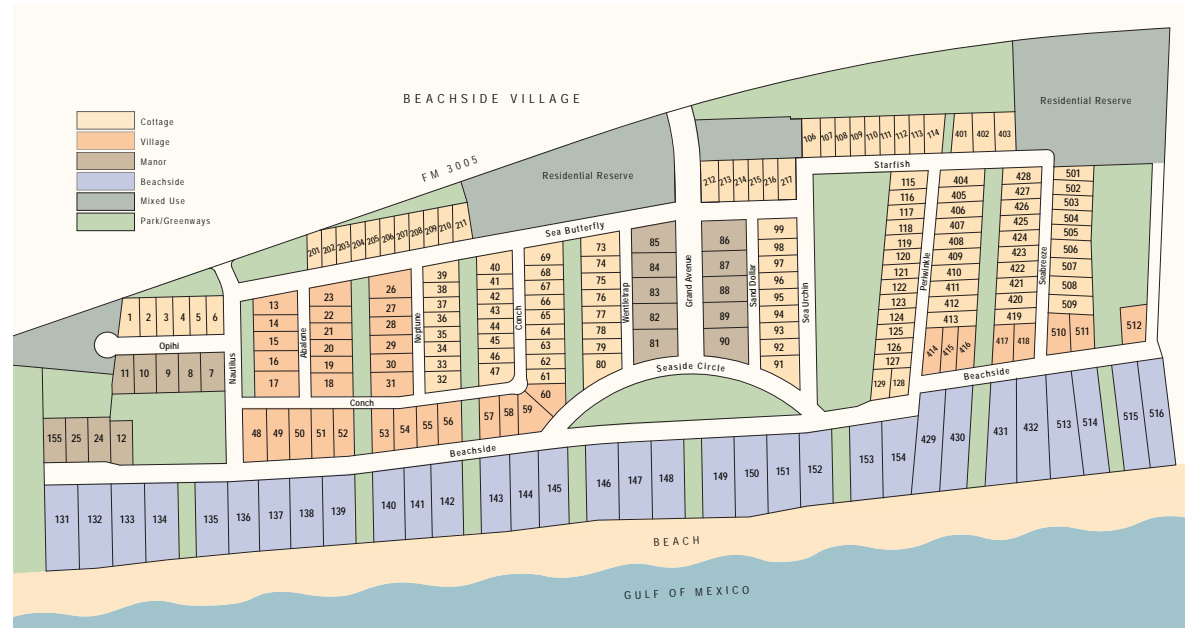 BEACHSIDE VILLAGE
Cottage
Village
Manor
Beachside
Mixed Use
Park/Greenways
FM 3005
Residential Reserve
Residential Reserve
106 107 108 109 110 111 112 113 114 401 402 403
Starfish
212 213 214 215 216 217
201 202 203 204 205 206 207 208 209 210 211
Sea Butterfly
1 2 3 4 5 6
Opihi
11 10 9 8 7
155 25 24 12
Nautilus
13
14
15
16
17
Abalone
23
22
21
20
19
18
26
27
28
29
30
31
Neptune
39
38
37
36
35
34
33
32
40
41
42
43
44
45
46
47
Conch
Conch
69
68
67
66
65
64
63
62
61
60
73
74
75
76
77
78
79
80
Wentletrap
85
84
83
82
81
Grand Avenue
86
87
88
89
90
Sand Dollar
99
98
97
96
95
94
93
92
91
Sea Urchin
Seaside Circle
115
116
117
118
119
120
121
122
123
124
125
126
127
129 128
Periwinkle
404
405
406
407
408
409
410
411
412
413
414 415 416
428
427
426
425
424
423
422
421
420
419
417 418
Seabreeze
501
502
503
504
505
506
507
508
509
510 511 512
48 49 50 51 52 53 54 55 56 57 58 59
Beachside
Beachside
131 132 133 134 135 136 137 138 139 140 141 142 143 144 145 146 147 148 149 150 151 152 153 154 429 430 431 432 513 514 515 516
BEACH
GULF OF MEXICO